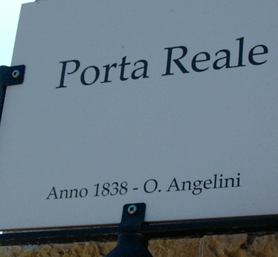 Porta Reale
Anno 1838 - O. Angelini